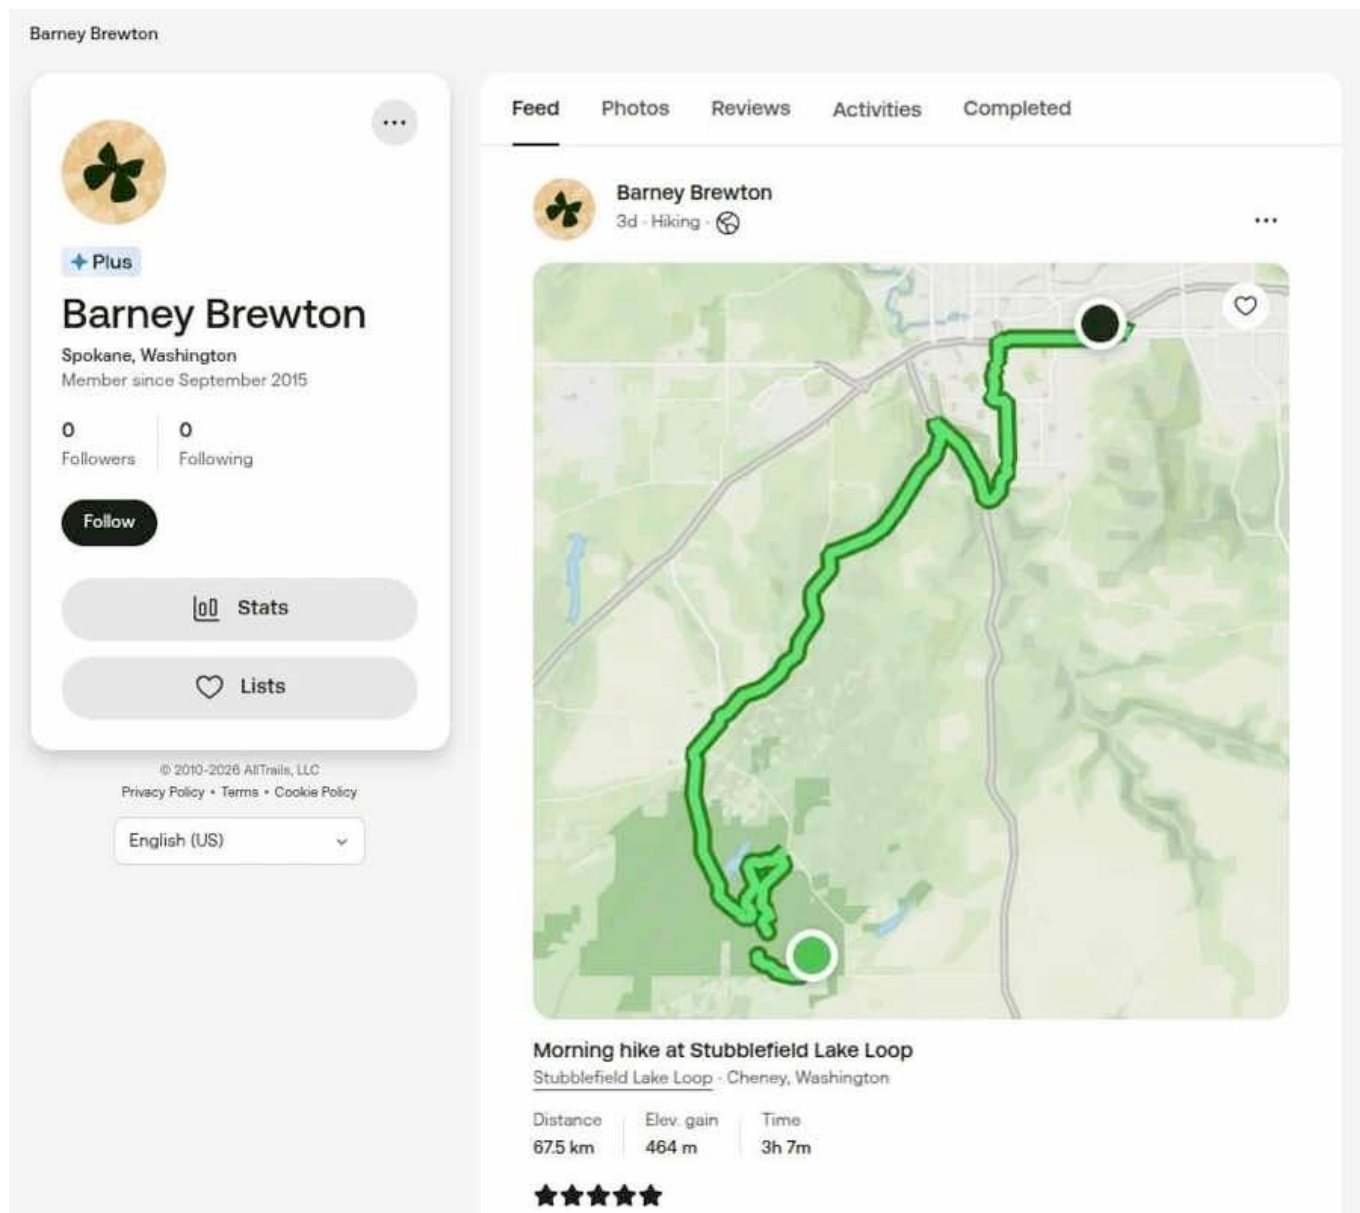 Barney Brewton
Plus
Barney Brewton
Spokane, Washington
Member since September 2015
0 0
Followers Following
Follow
Stats
Lists
© 2010-2026 AllTrails, LLC
Privacy Policy • Terms • Cookie Policy
English (US)
Feed Photos Reviews Activities Completed
Barney Brewton
3d · Hiking ·
Morning hike at Stubblefield Lake Loop
Stubblefield Lake Loop · Cheney, Washington
Distance Elev. gain Time
67.5 km 464 m 3h 7m